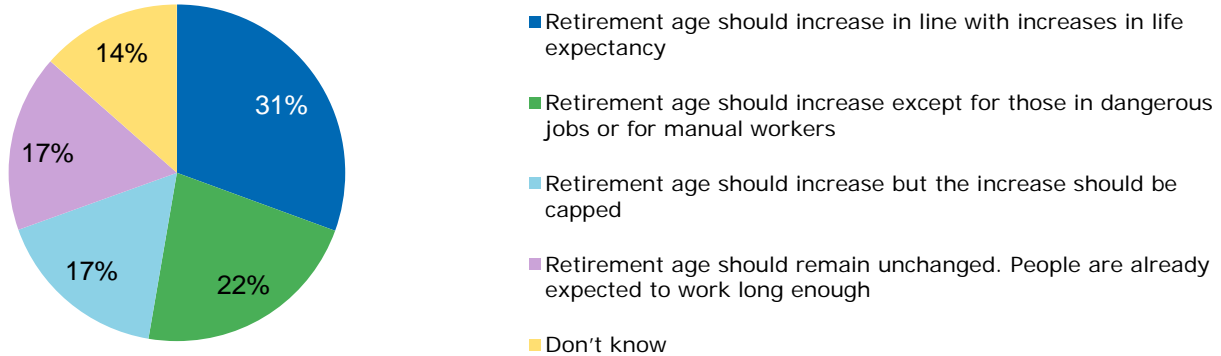 14%
31%
17%
17%
22%
Retirement age should increase in line with increases in life
expectancy
Retirement age should increase except for those in dangerous
jobs or for manual workers
Retirement age should increase but the increase should be
capped
Retirement age should remain unchanged. People are already
expected to work long enough
Don't know